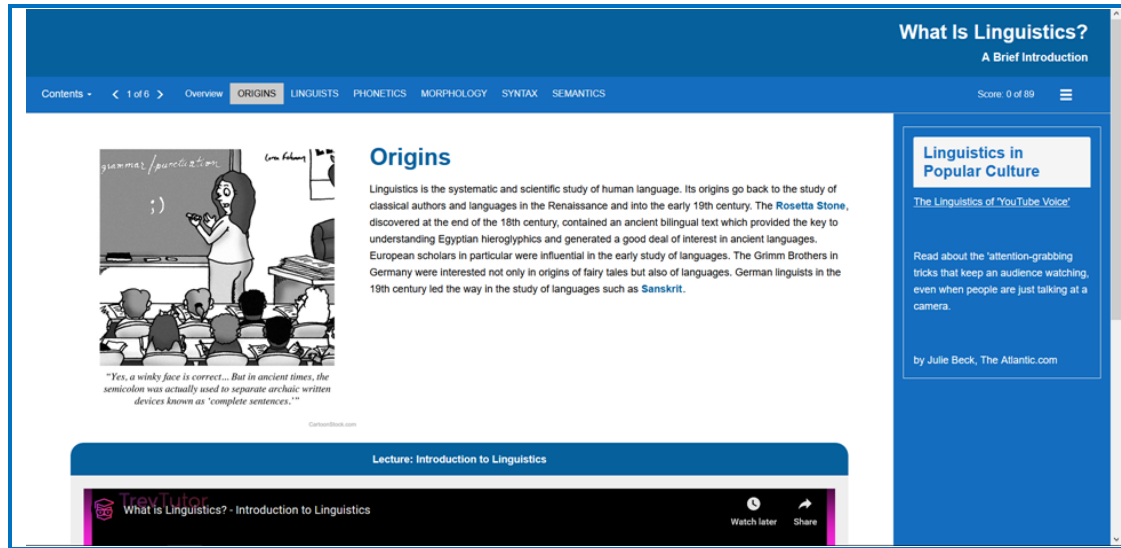 What Is Linguistics?
A Brief Introduction
Contents
1 of 6
Overview
ORIGINS
LINGUISTS
PHONETICS
MORPHOLOGY
SYNTAX
SEMANTICS
Score: 0 of 89
grammar/punctuation
;)
Origins
Linguistics is the systematic and scientific study of human language. Its origins go back to the study of
classical authors and languages in the Renaissance and into the early 19th century. The Rosetta Stone,
discovered at the end of the 18th century, contained an ancient bilingual text which provided the key to
understanding Egyptian hieroglyphics and generated a good deal of interest in ancient languages.
European scholars in particular were influential in the early study of languages. The Grimm Brothers in
Germany were interested not only in origins of fairy tales but also of languages. German linguists in the
19th century led the way in the study of languages such as Sanskrit.
"Yes, a winky face is correct... But in ancient times, the
semicolon was actually used to separate archaic written
devices known as 'complete sentences.'"
CartoonStock.com
Linguistics in
Popular Culture
The Linguistics of 'YouTube Voice'
Read about the 'attention-grabbing
tricks that keep an audience watching,
even when people are just talking at a
camera.
by Julie Beck, The Atlantic.com
Lecture: Introduction to Linguistics
TrevTutor
What is Linguistics? - Introduction to Linguistics
Watch later
Share